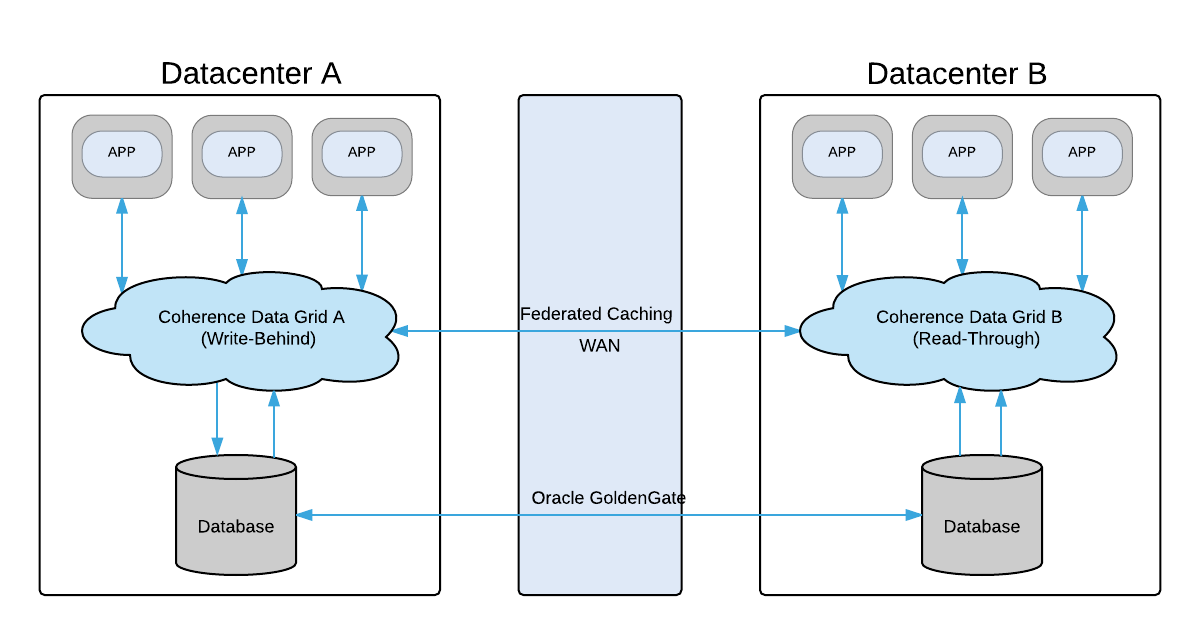 Datacenter A
Datacenter B
APP
APP
APP
APP
APP
APP
Coherence Data Grid A
(Write-Behind)
Federated Caching
WAN
Coherence Data Grid B
(Read-Through)
Oracle GoldenGate
Database
Database